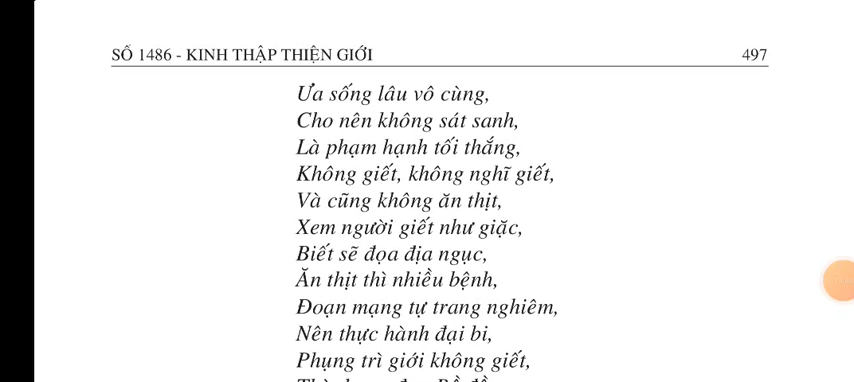 SỐ 1486 - KINH THẬP THIỆN GIỚI 497
Ưa sống lâu vô cùng,
Cho nên không sát sanh,
Là phạm hạnh tối thắng,
Không giết, không nghĩ giết,
Và cũng không ăn thịt,
Xem người giết như giặc,
Biết sẽ đọa địa ngục,
Ăn thịt thì nhiều bệnh,
Đoạn mạng tự trang nghiêm,
Nên thực hành đại bi,
Phụng trì giới không giết,